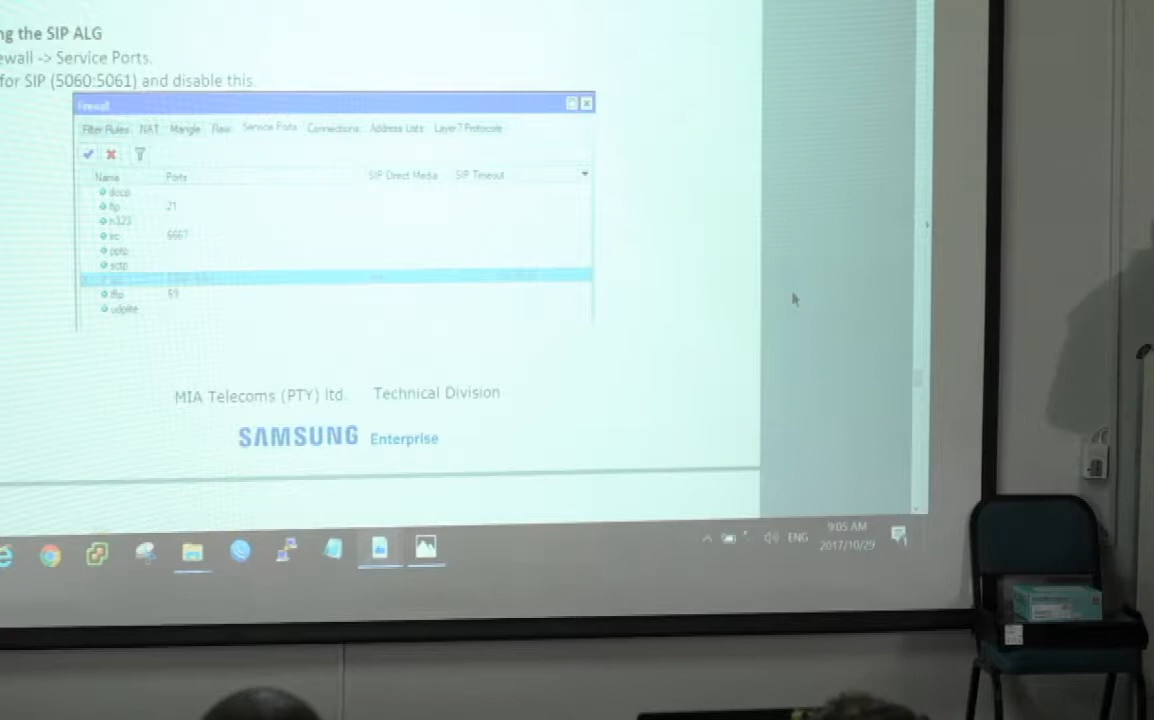 ng the SIP ALG
ewall -> Service Ports.
for SIP (5060:5061) and disable this.
Firewall
Filter Rules NAT Mangle Raw Service Ports Connections Address Lists Layer7 Protocols
Name Ports SIP Direct Media SIP Timeout
dccp
ftp 21
h323
irc 6667
pptp
sctp
tftp 69
udplite
MIA Telecoms (PTY) ltd. Technical Division
SAMSUNG Enterprise
ENG
9:05 AM
2017/10/29